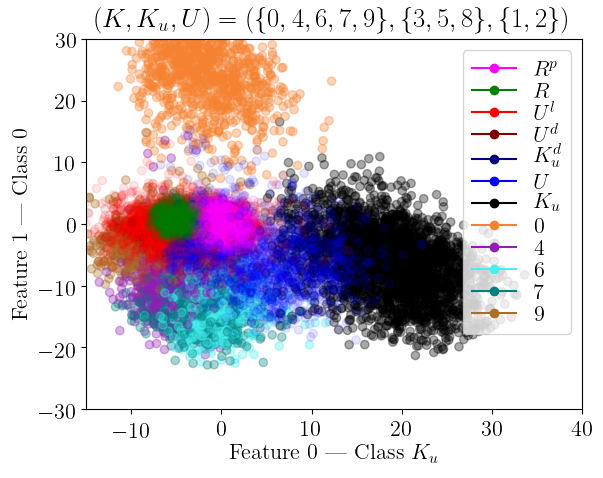 (K, K_u, U) = ({0, 4, 6, 7, 9}, {3, 5, 8}, {1, 2})
30
20
10
0
−10
−20
−30
Feature 1 — Class 0
R^p
R
U^l
U^d
K_u^d
U
K_u
0
4
6
7
9
−10
0
10
20
30
40
Feature 0 — Class K_u